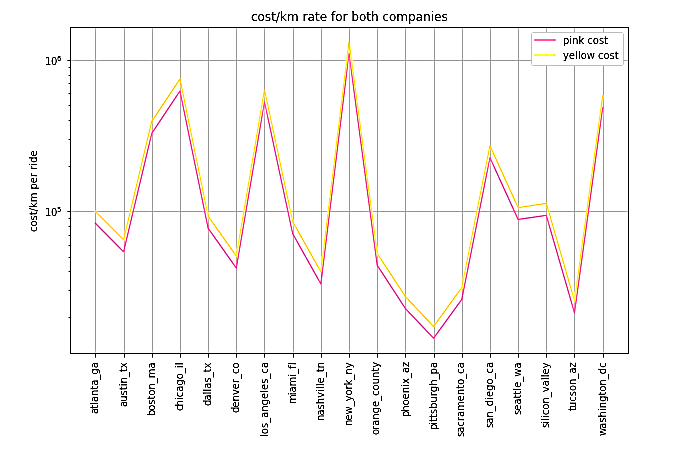 cost/km rate for both companies
pink cost
yellow cost
10⁶
10⁵
cost/km per ride
atlanta_ga
austin_tx
boston_ma
chicago_il
dallas_tx
denver_co
los_angeles_ca
miami_fl
nashville_tn
new_york_ny
orange_county
phoenix_az
pittsburgh_pa
sacramento_ca
san_diego_ca
seattle_wa
silicon_valley
tucson_az
washington_dc